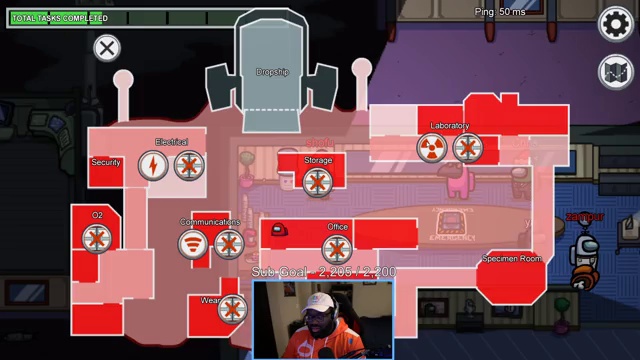 TOTAL TASKS COMPLETED
Ping: 50 ms
Dropship
Electrical
Laboratory
Security
Storage
O2
Communications
Office
EMERGENCY
zampur
Specimen Room
Sub Goal - 2,205 / 2,200